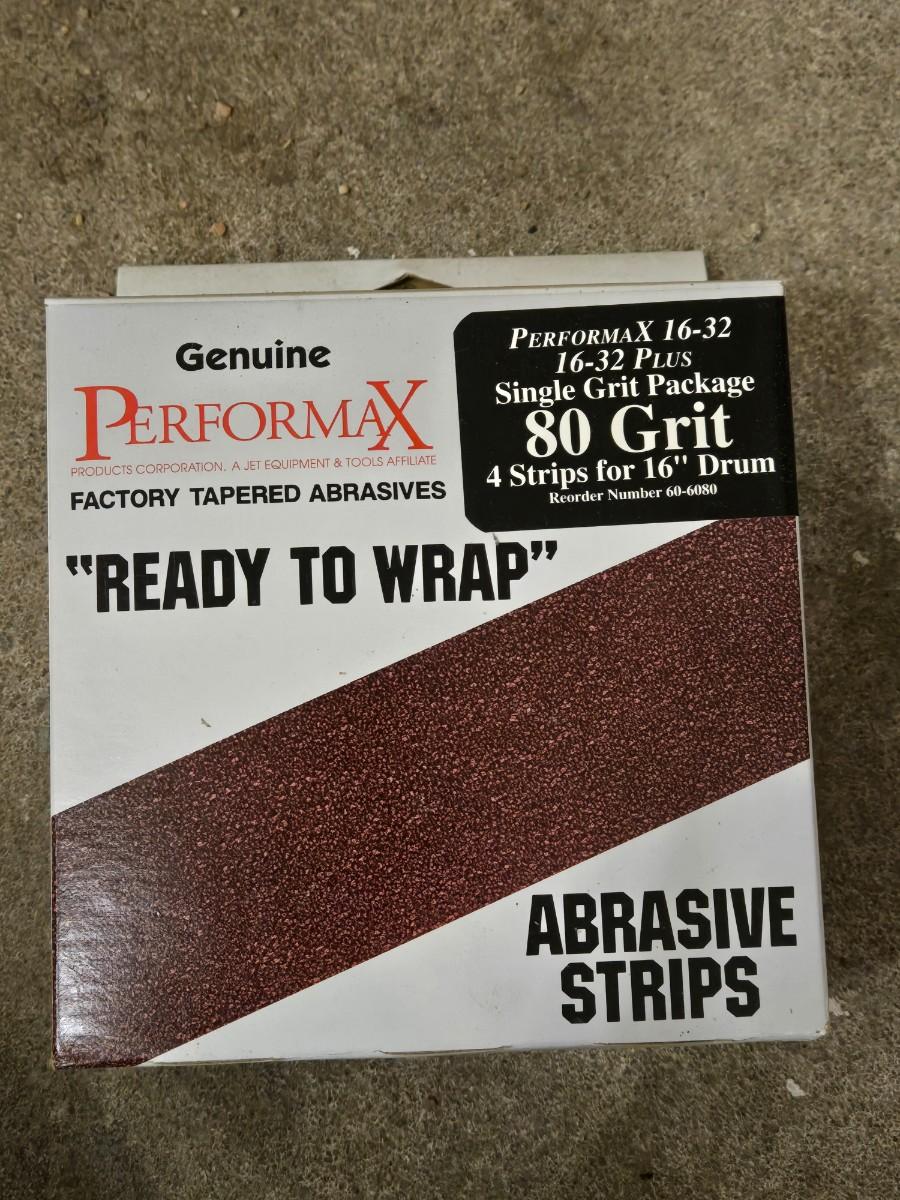 Genuine
PERFORMAX
PRODUCTS CORPORATION, A JET EQUIPMENT & TOOLS AFFILIATE
FACTORY TAPERED ABRASIVES
"READY TO WRAP"
PERFORMAX 16-32
16-32 PLUS
Single Grit Package
80 Grit
4 Strips for 16" Drum
Reorder Number 60-6080
ABRASIVE
STRIPS